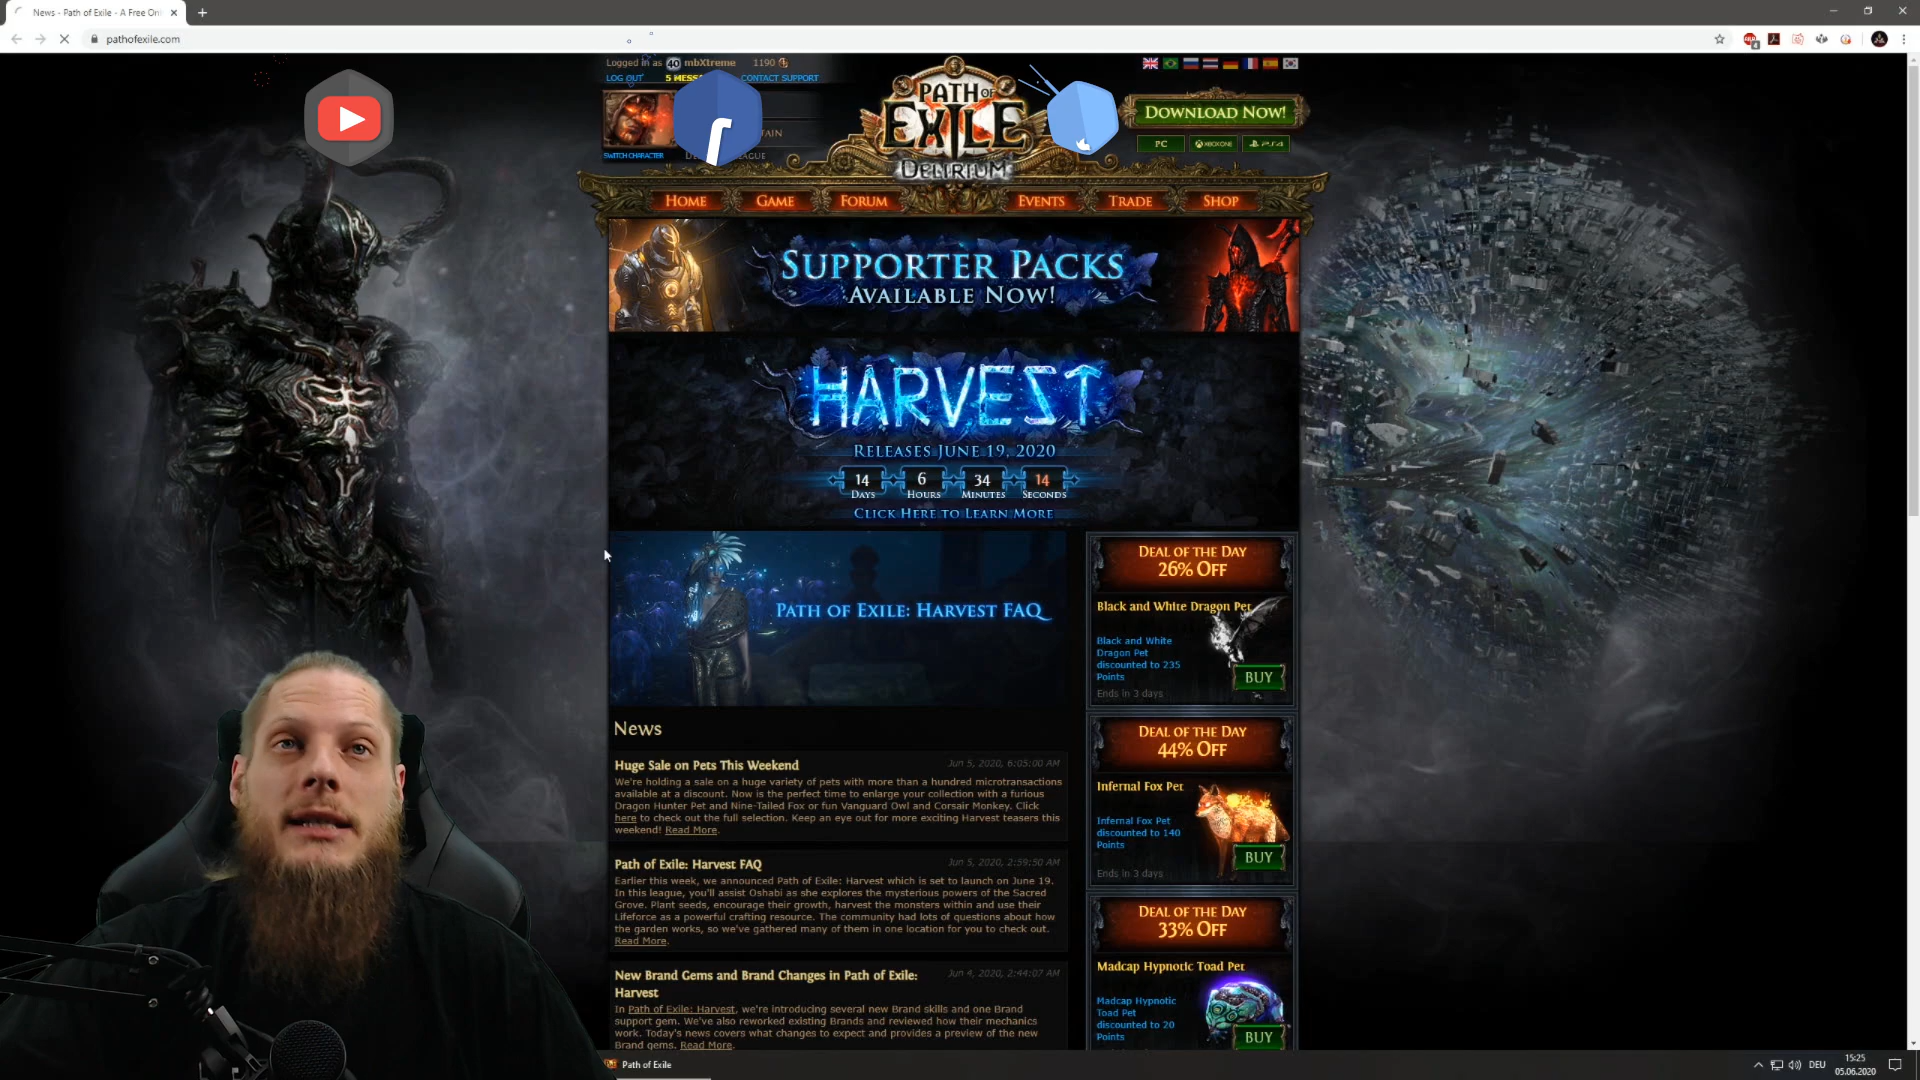 News - Path of Exile - A Free Onl
pathofexile.com
Logged in as 40 mbXtreme 1190
LOG OUT 5 MESS CONTACT SUPPORT
TAIN
SWITCH CHARACTER
PATH OF
EXILE
DELIRIUM
DOWNLOAD NOW!
PC XBOX ONE PS4
HOME GAME FORUM EVENTS TRADE SHOP
SUPPORTER PACKS
AVAILABLE NOW!
HARVEST
RELEASES JUNE 19, 2020
14 6 34 14
DAYS HOURS MINUTES SECONDS
CLICK HERE TO LEARN MORE
PATH OF EXILE: HARVEST FAQ
News
Huge Sale on Pets This Weekend Jun 5, 2020, 6:05:00 AM
We're holding a sale on a huge variety of pets with more than a hundred microtransactions
available at a discount. Now is the perfect time to enlarge your collection with a furious
Dragon Hunter Pet and Nine-Tailed Fox or fun Vanguard Owl and Corsair Monkey. Click
here to check out the full selection. Keep an eye out for more exciting Harvest teasers this
weekend! Read More.
Path of Exile: Harvest FAQ Jun 5, 2020, 2:59:50 AM
Earlier this week, we announced Path of Exile: Harvest which is set to launch on June 19.
In this league, you'll assist Oshabi as she explores the mysterious powers of the Sacred
Grove. Plant seeds, encourage their growth, harvest the monsters within and use their
Lifeforce as a powerful crafting resource. The community had lots of questions about how
the garden works, so we've gathered many of them in one location for you to check out.
Read More.
New Brand Gems and Brand Changes in Path of Exile: Jun 4, 2020, 2:44:07 AM
Harvest
In Path of Exile: Harvest, we're introducing several new Brand skills and one Brand
support gem. We've also reworked existing Brands and reviewed how their mechanics
work. Today's news covers what changes to expect and provides a preview of the new
Brand gems. Read More.
DEAL OF THE DAY
26% OFF
Black and White Dragon Pet
Black and White
Dragon Pet
discounted to 235
Points
BUY
Ends in 3 days
DEAL OF THE DAY
44% OFF
Infernal Fox Pet
Infernal Fox Pet
discounted to 140
Points
BUY
Ends in 3 days
DEAL OF THE DAY
33% OFF
Madcap Hypnotic Toad Pet
Madcap Hypnotic
Toad Pet
discounted to 20
Points
BUY
Path of Exile
DEU
15:25
05.06.2020